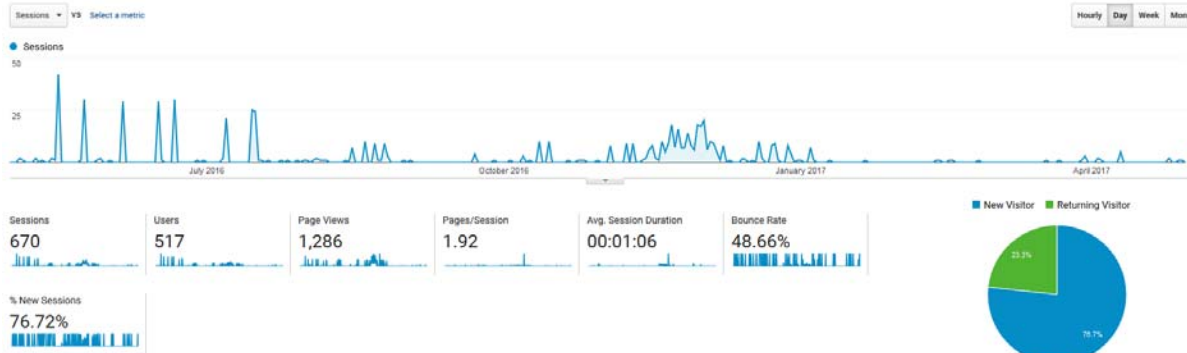 Sessions VS Select a metric
Hourly Day Week Mon
Sessions
50
25
July 2016 October 2016 January 2017 April 2017
New Visitor Returning Visitor
Sessions Users Page Views Pages/Session Avg. Session Duration Bounce Rate
670 517 1,286 1.92 00:01:06 48.66%
23.3%
% New Sessions
76.72%
76.7%